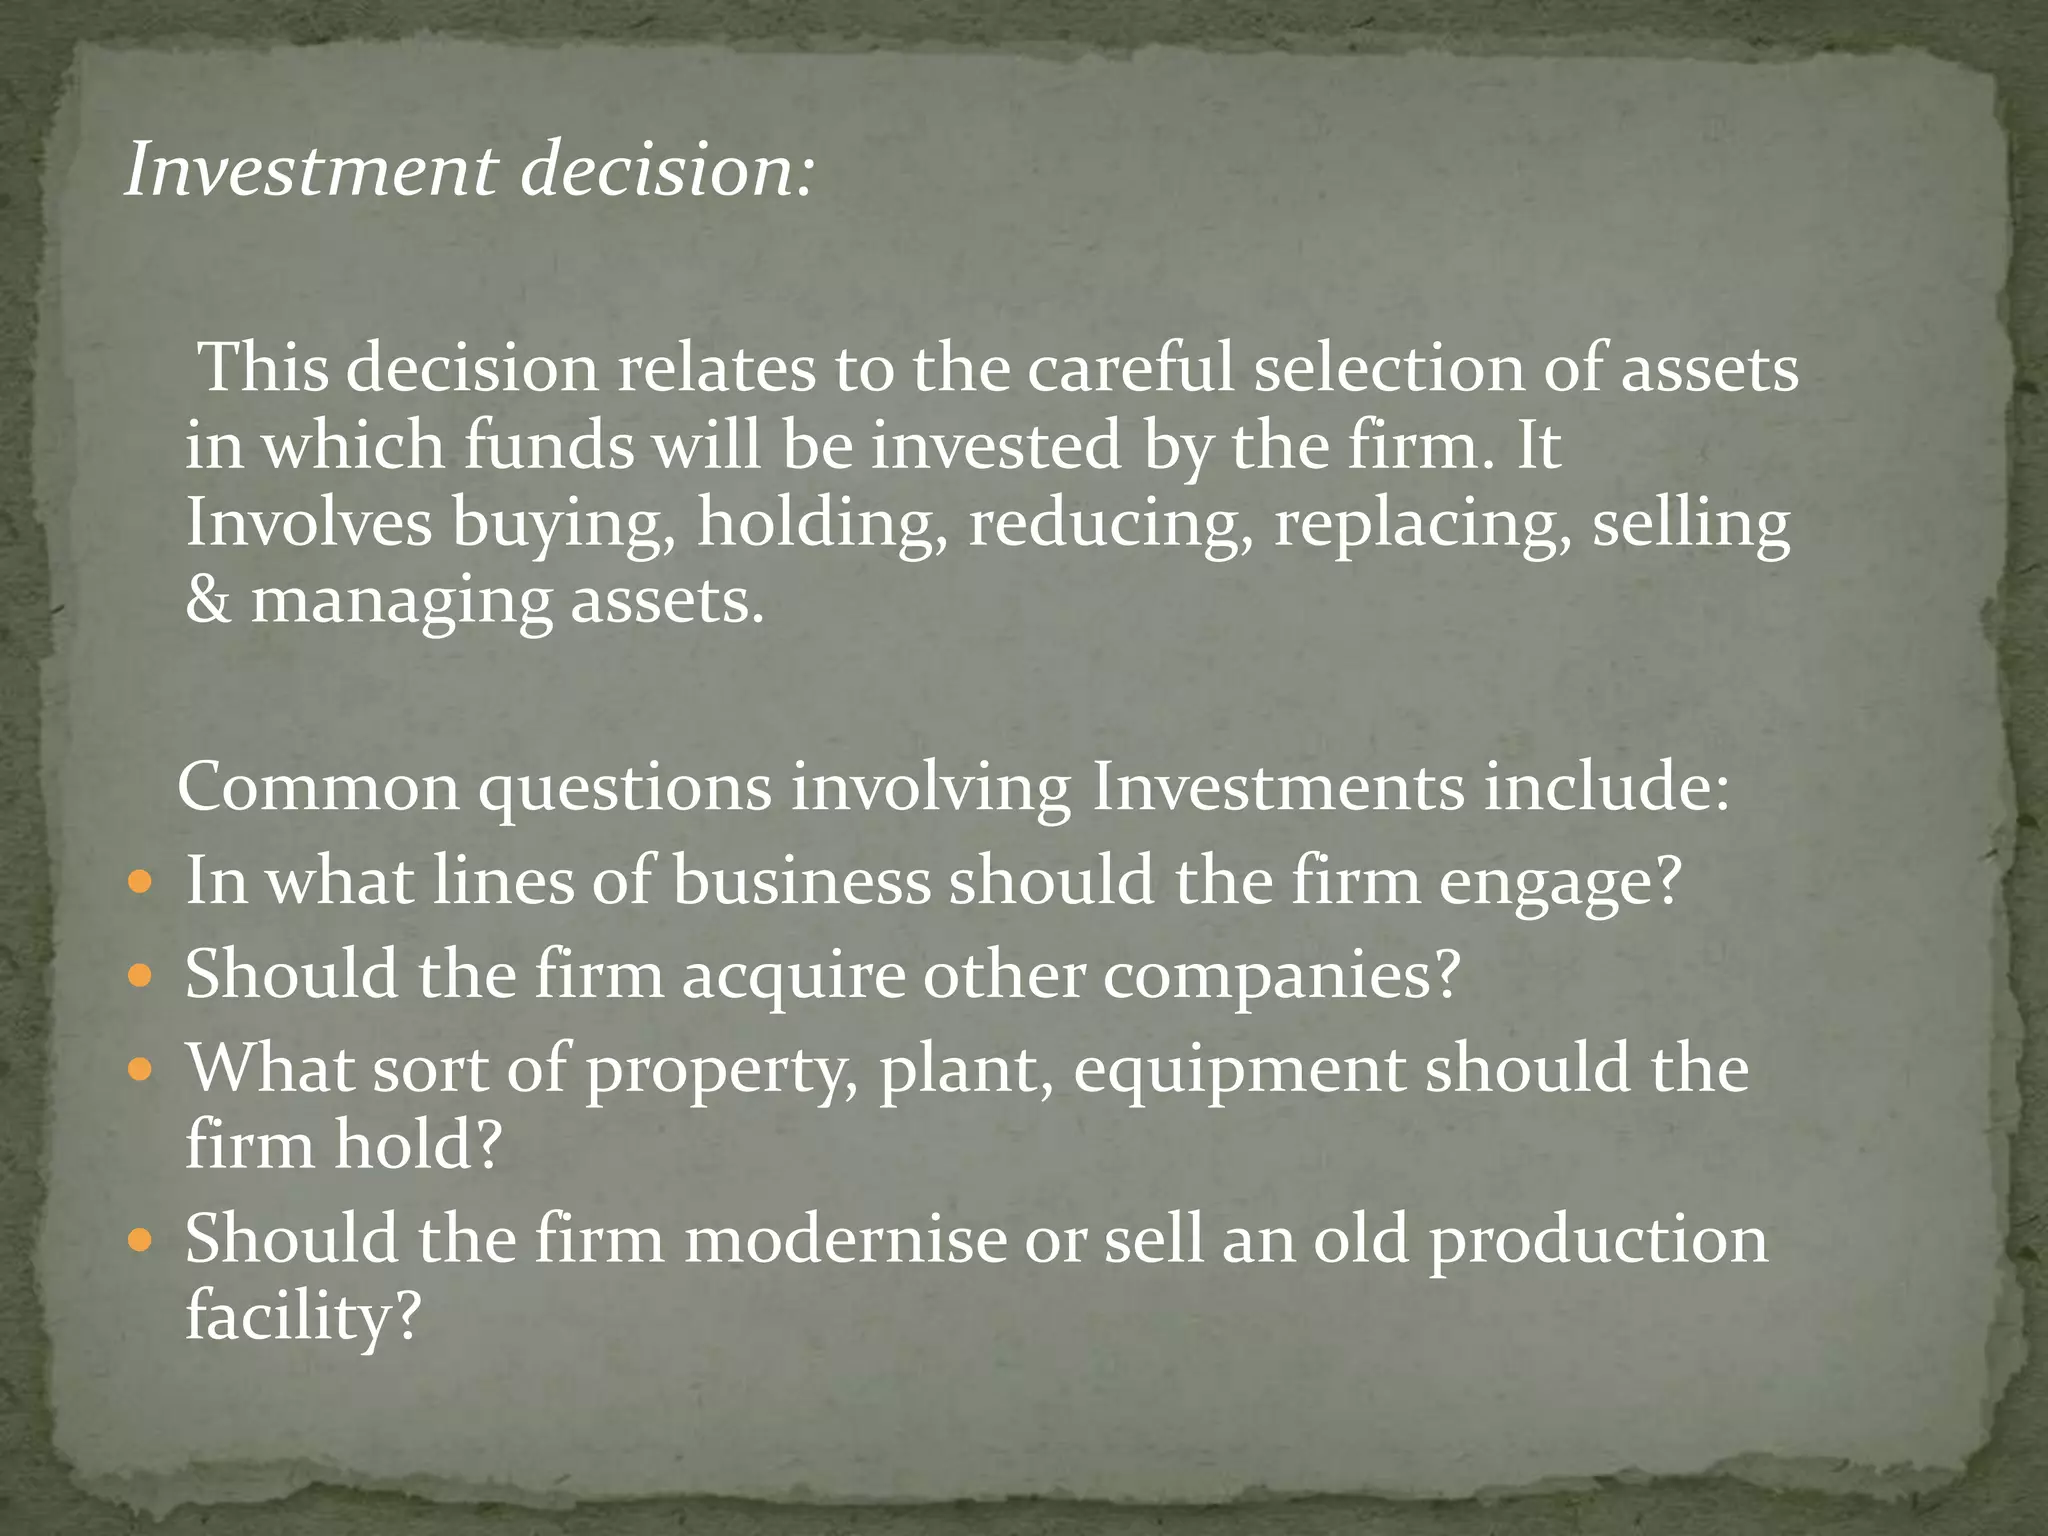 Investment decision:
This decision relates to the careful selection of assets
in which funds will be invested by the firm. It
Involves buying, holding, reducing, replacing, selling
& managing assets.
Common questions involving Investments include:
• In what lines of business should the firm engage?
• Should the firm acquire other companies?
• What sort of property, plant, equipment should the
firm hold?
• Should the firm modernise or sell an old production
facility?